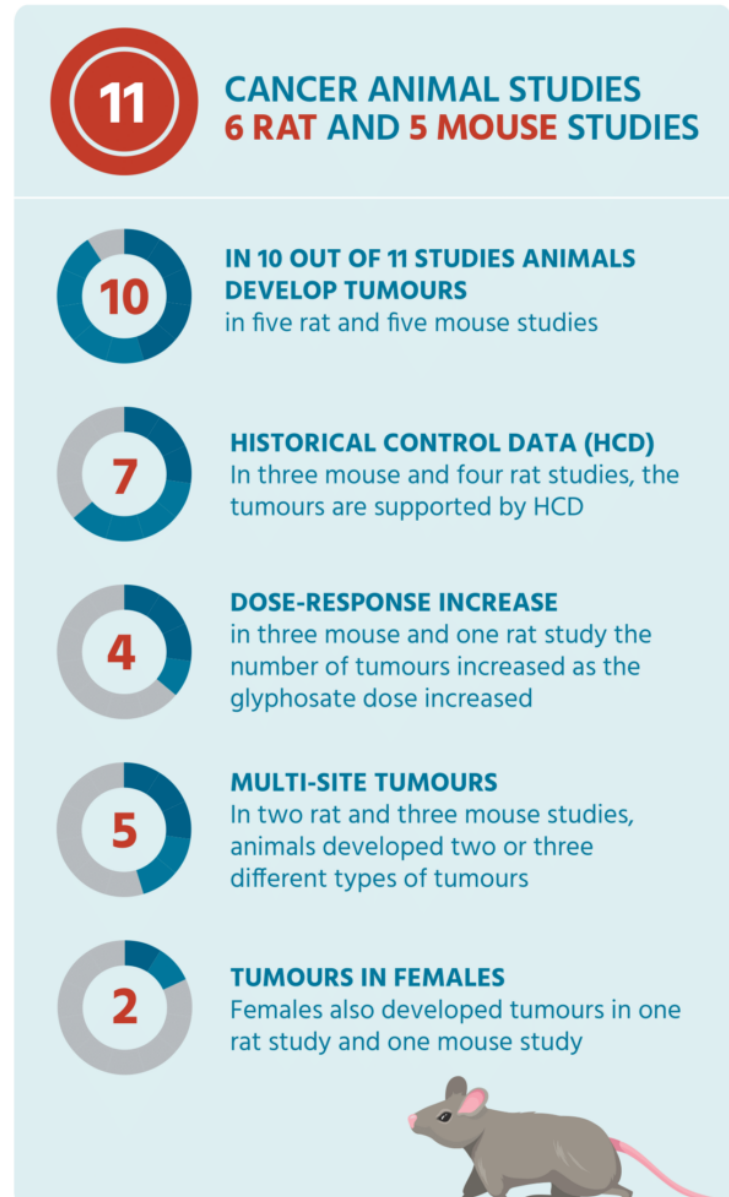 11
CANCER ANIMAL STUDIES
6 RAT AND 5 MOUSE STUDIES
10
IN 10 OUT OF 11 STUDIES ANIMALS
DEVELOP TUMOURS
in five rat and five mouse studies
7
HISTORICAL CONTROL DATA (HCD)
In three mouse and four rat studies, the
tumours are supported by HCD
4
DOSE-RESPONSE INCREASE
in three mouse and one rat study the
number of tumours increased as the
glyphosate dose increased
5
MULTI-SITE TUMOURS
In two rat and three mouse studies,
animals developed two or three
different types of tumours
2
TUMOURS IN FEMALES
Females also developed tumours in one
rat study and one mouse study